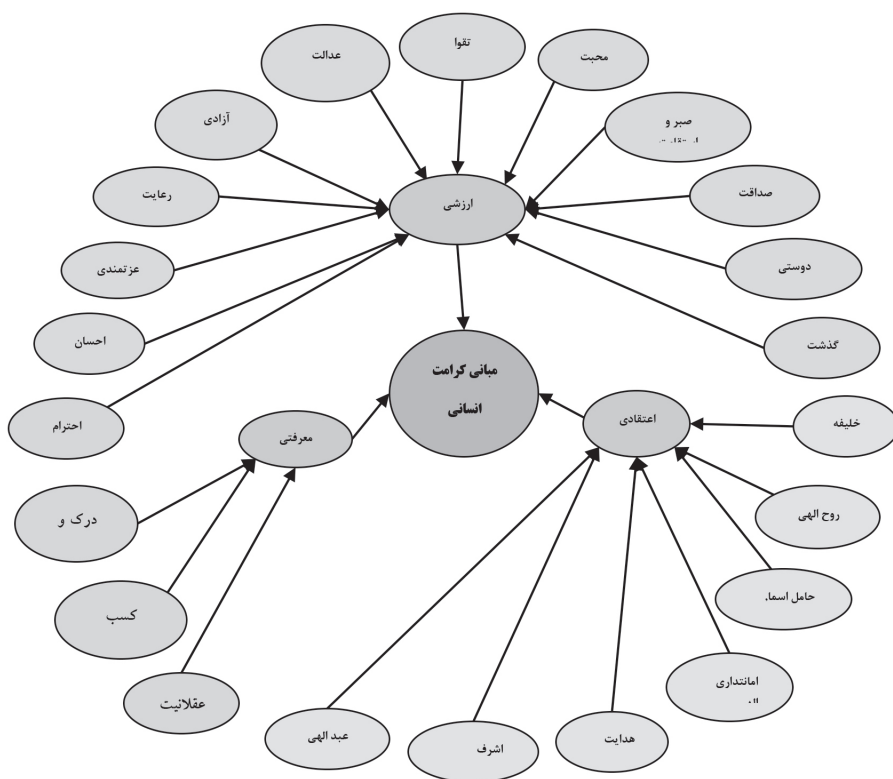 تقوا
عدالت
محبت
آزادی
صبر و
رعایت
ارزشی
صداقت
عزتمندی
دوستی
احسان
گذشت
مبانی کرامت
انسانی
احترام
معرفتی
اعتقادی
خلیفه
درک و
روح الهی
کسب
حامل اسماء
عقلانیت
امانتداری
عبد الهی
اشرف
هدایت